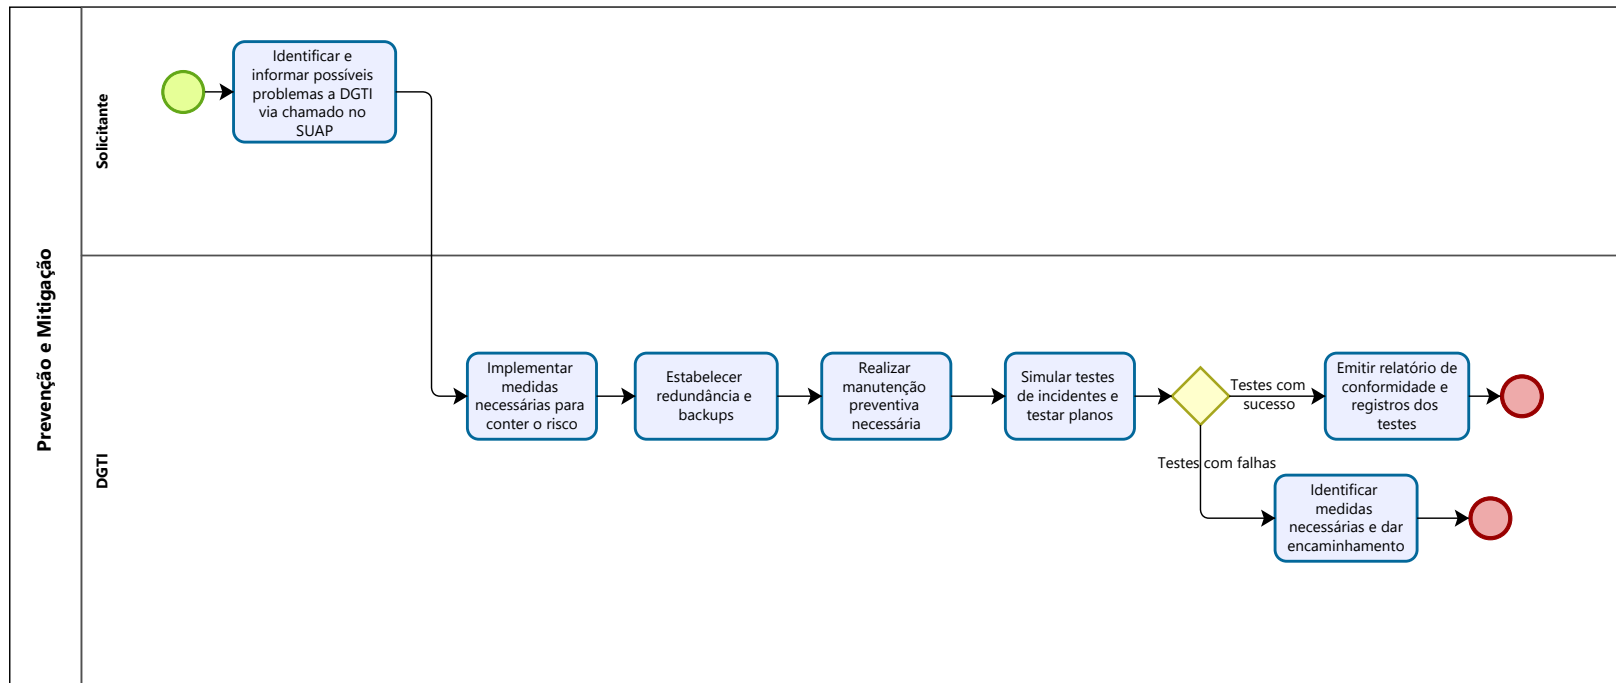 Prevenção e Mitigação
Solicitante
Identificar e
informar possíveis
problemas a DGTI
via chamado no
SUAP
DGTI
Implementar
medidas
necessárias para
conter o risco
Estabelecer
redundância e
backups
Realizar
manutenção
preventiva
necessária
Simular testes
de incidentes e
testar planos
Testes com
sucesso
Emitir relatório de
conformidade e
registros dos
testes
Testes com falhas
Identificar
medidas
necessárias e dar
encaminhamento